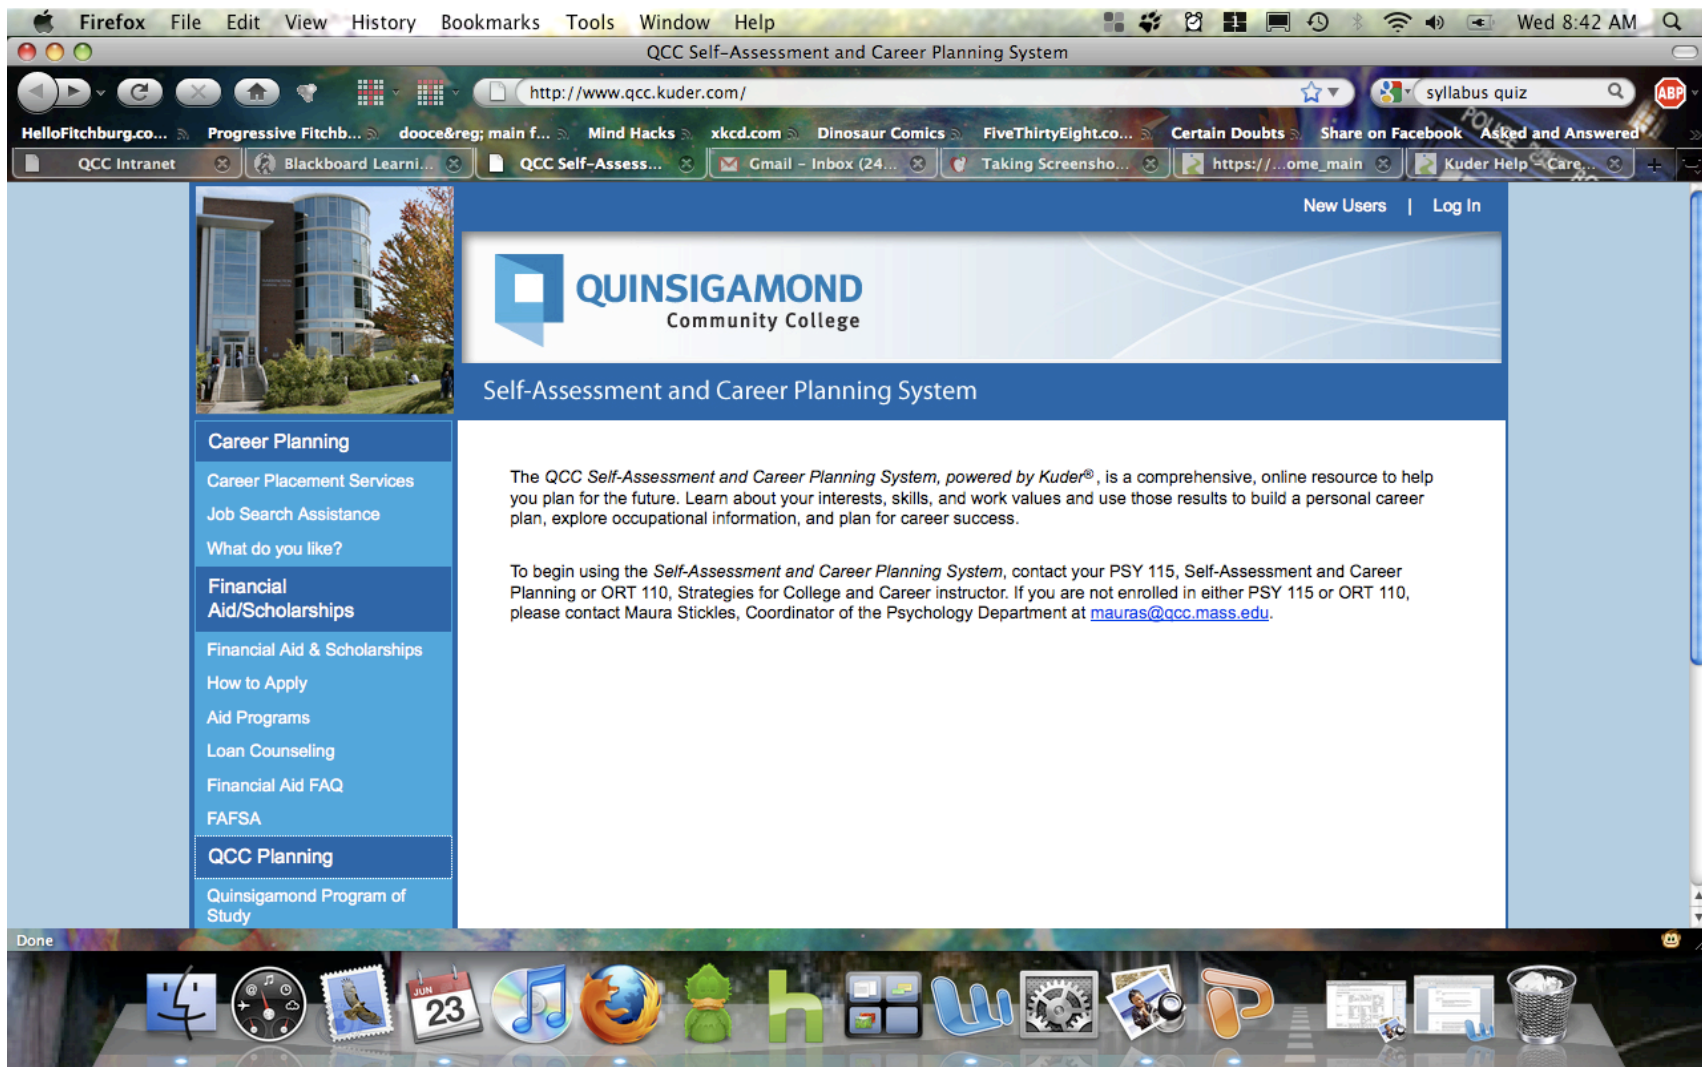 Firefox File Edit View History Bookmarks Tools Window Help Wed 8:42 AM
QCC Self-Assessment and Career Planning System
http://www.qcc.kuder.com/ syllabus quiz ABP
HelloFitchburg.co... Progressive Fitchb... dooce&reg; main f... Mind Hacks xkcd.com Dinosaur Comics FiveThirtyEight.co... Certain Doubts Share on Facebook Asked and Answered
QCC Intranet Blackboard Learni... QCC Self-Assess... Gmail - Inbox (24... Taking Screensho... https://...ome_main Kuder Help - Care...
New Users | Log In
QUINSIGAMOND
Community College
Self-Assessment and Career Planning System
Career Planning
Career Placement Services
Job Search Assistance
What do you like?
Financial
Aid/Scholarships
Financial Aid & Scholarships
How to Apply
Aid Programs
Loan Counseling
Financial Aid FAQ
FAFSA
QCC Planning
Quinsigamond Program of
Study
The QCC Self-Assessment and Career Planning System, powered by Kuder®, is a comprehensive, online resource to help
you plan for the future. Learn about your interests, skills, and work values and use those results to build a personal career
plan, explore occupational information, and plan for career success.
To begin using the Self-Assessment and Career Planning System, contact your PSY 115, Self-Assessment and Career
Planning or ORT 110, Strategies for College and Career instructor. If you are not enrolled in either PSY 115 or ORT 110,
please contact Maura Stickles, Coordinator of the Psychology Department at mauras@qcc.mass.edu.
Done
JUN
23